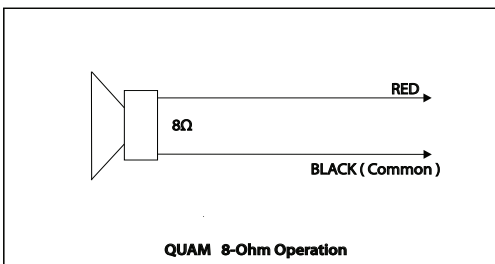 RED
8Ω
BLACK ( Common )
QUAM 8-Ohm Operation